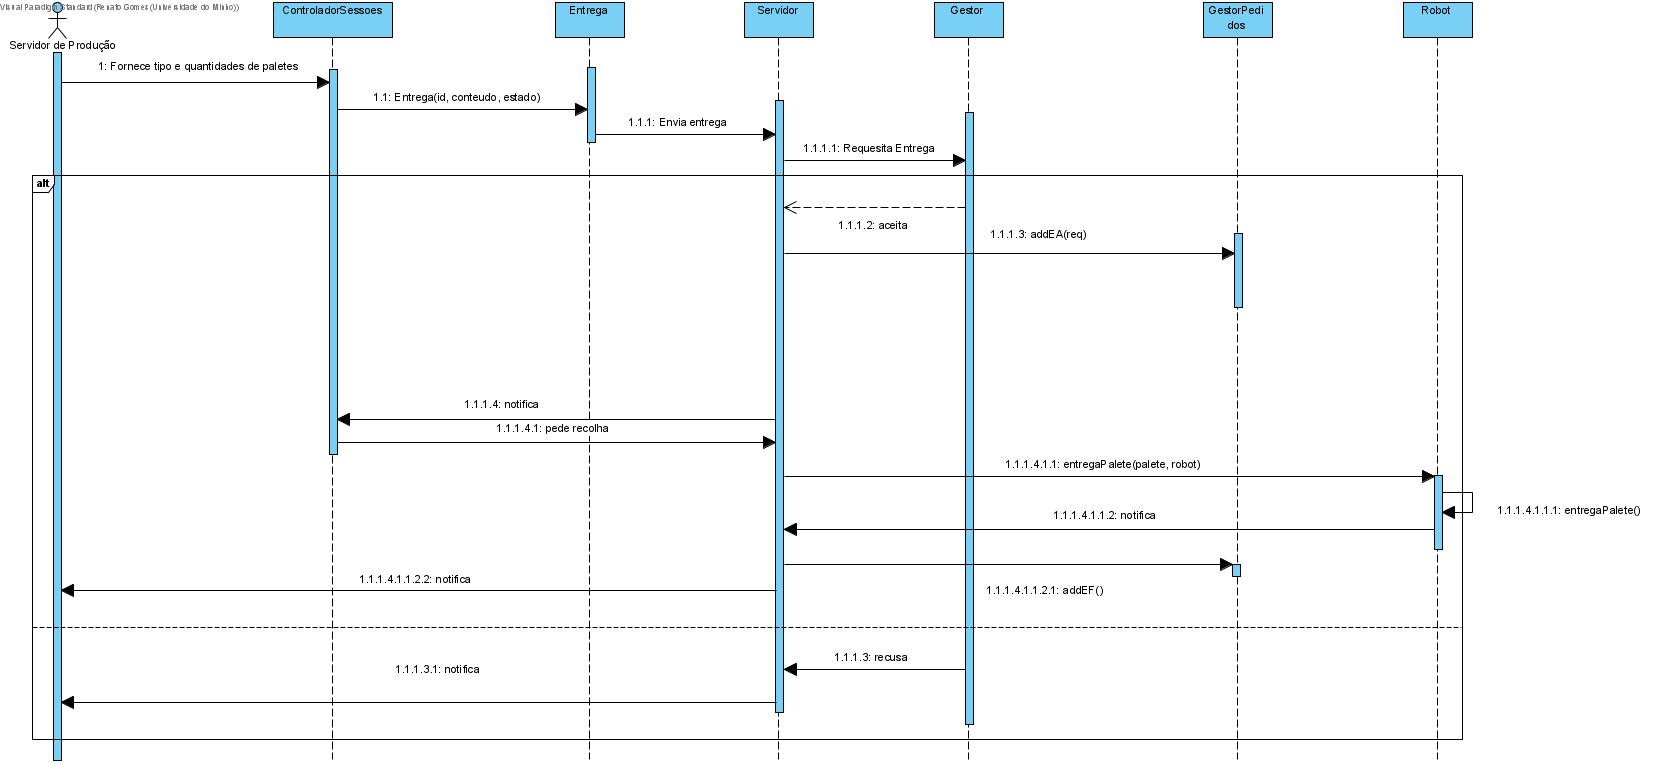 Visual Paradigm Standard (Renato Gomes (Universidade do Minho))
Servidor de Produção
ControladorSessoes
Entrega
Servidor
Gestor
GestorPedi
dos
Robot
1: Fornece tipo e quantidades de paletes
1.1: Entrega(id, conteudo, estado)
1.1.1: Envia entrega
1.1.1.1: Requesita Entrega
alt
1.1.1.2: aceita
1.1.1.3: addEA(req)
1.1.1.4: notifica
1.1.1.4.1: pede recolha
1.1.1.4.1.1: entregaPalete(palete, robot)
1.1.1.4.1.1.1: entregaPalete()
1.1.1.4.1.1.2: notifica
1.1.1.4.1.1.2.2: notifica
1.1.1.4.1.1.2.1: addEF()
1.1.1.3: recusa
1.1.1.3.1: notifica